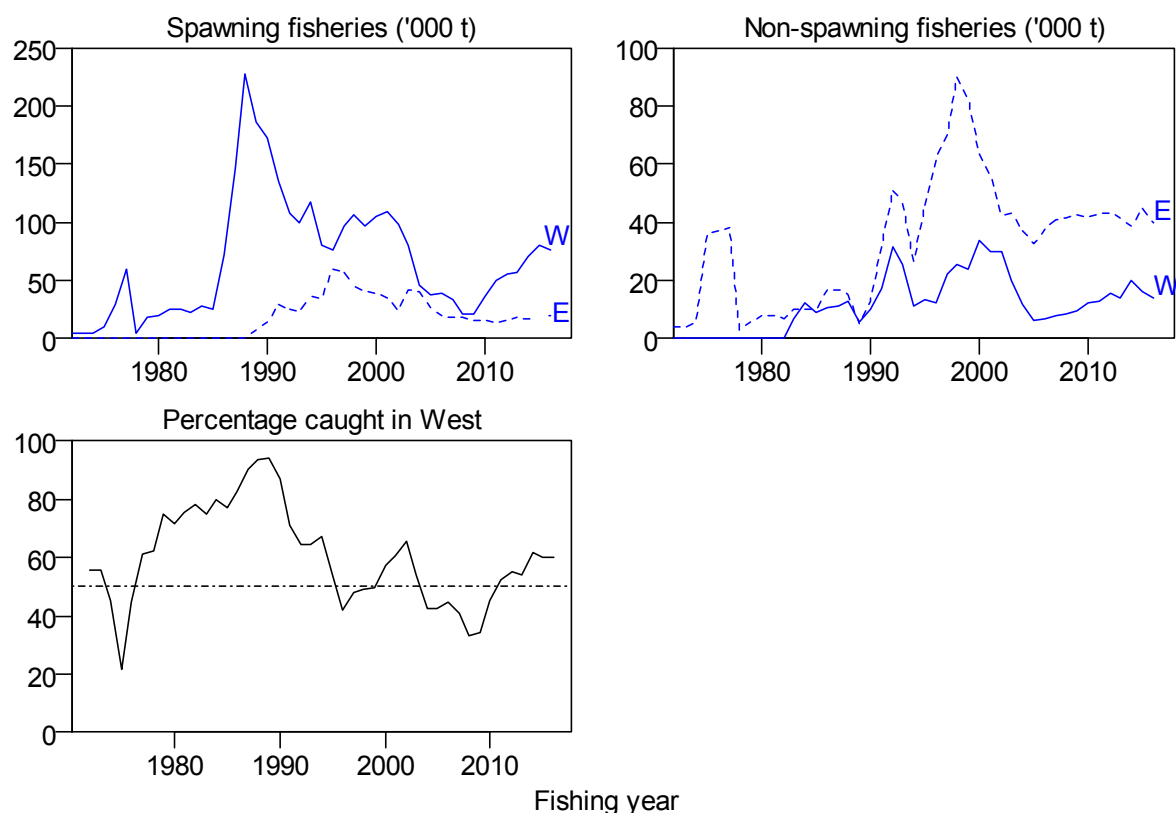 Spawning fisheries ('000 t)
250
200
150
100
50
0
W
E
1980 1990 2000 2010
Non-spawning fisheries ('000 t)
100
80
60
40
20
0
E
W
1980 1990 2000 2010
Percentage caught in West
100
80
60
40
20
0
1980 1990 2000 2010
Fishing year